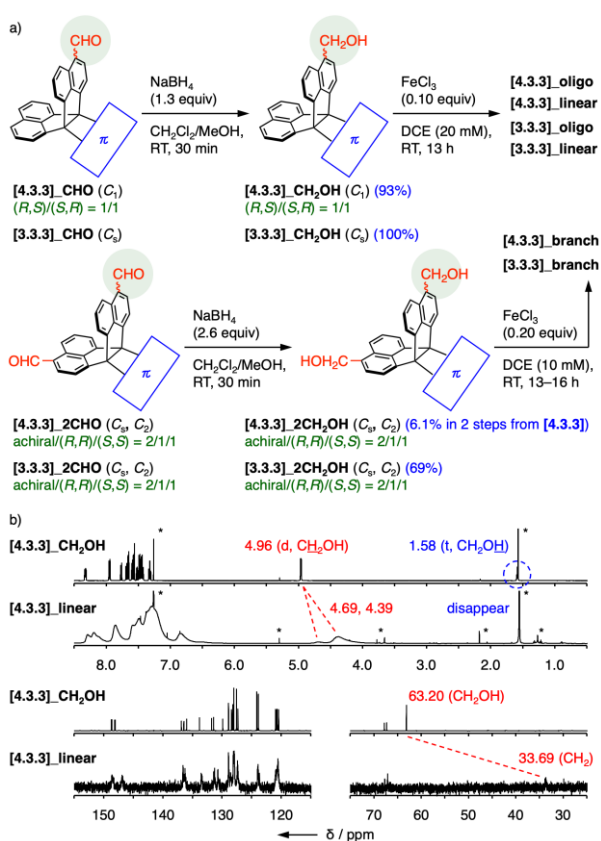 a)
CHO
π
[4.3.3]_CHO (C1)
(R,S)/(S,R) = 1/1
[3.3.3]_CHO (Cs)
NaBH4
(1.3 equiv)
CH2Cl2/MeOH,
RT, 30 min
CH2OH
π
[4.3.3]_CH2OH (C1) (93%)
(R,S)/(S,R) = 1/1
[3.3.3]_CH2OH (Cs) (100%)
FeCl3
(0.10 equiv)
DCE (20 mM),
RT, 13 h
[4.3.3]_oligo
[4.3.3]_linear
[3.3.3]_oligo
[3.3.3]_linear
CHO
OHC
π
[4.3.3]_2CHO (Cs, C2)
achiral/(R,R)/(S,S) = 2/1/1
[3.3.3]_2CHO (Cs, C2)
achiral/(R,R)/(S,S) = 2/1/1
NaBH4
(2.6 equiv)
CH2Cl2/MeOH,
RT, 30 min
CH2OH
HOH2C
π
[4.3.3]_2CH2OH (Cs, C2) (6.1% in 2 steps from [4.3.3])
achiral/(R,R)/(S,S) = 2/1/1
[3.3.3]_2CH2OH (Cs, C2) (69%)
achiral/(R,R)/(S,S) = 2/1/1
FeCl3
(0.20 equiv)
DCE (10 mM),
RT, 13–16 h
[4.3.3]_branch
[3.3.3]_branch
b)
[4.3.3]_CH2OH
* 4.96 (d, CH2OH) 1.58 (t, CH2OH) *
[4.3.3]_linear
* * 4.69, 4.39 * * disappear * *
8.0 7.0 6.0 5.0 4.0 3.0 2.0 1.0
[4.3.3]_CH2OH
63.20 (CH2OH)
[4.3.3]_linear
33.69 (CH2)
150 140 130 120 70 60 50 40 30
δ / ppm